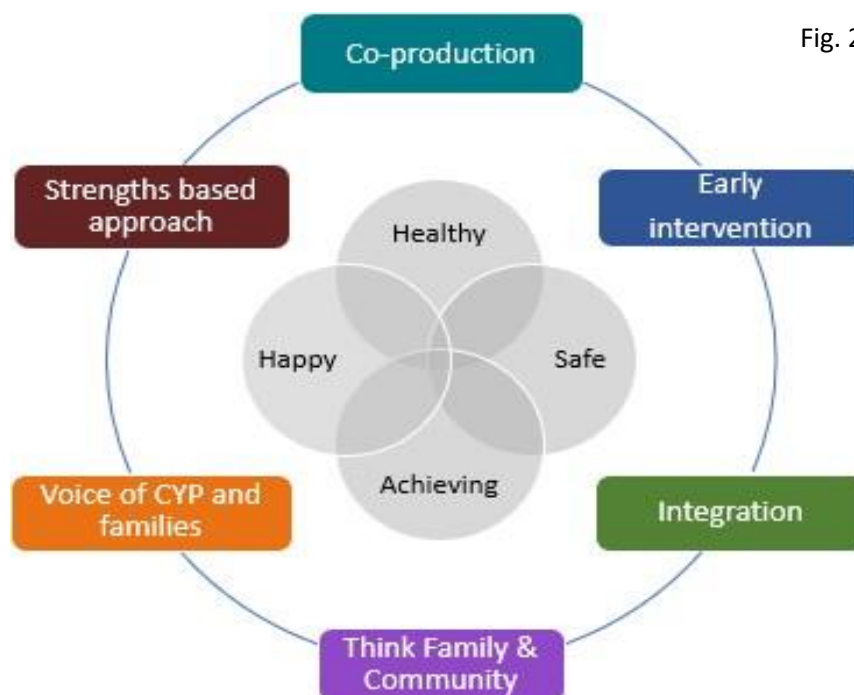 Fig. 2
Co-production
Strengths based
approach
Early
intervention
Healthy
Happy
Safe
Achieving
Voice of CYP and
families
Integration
Think Family &
Community